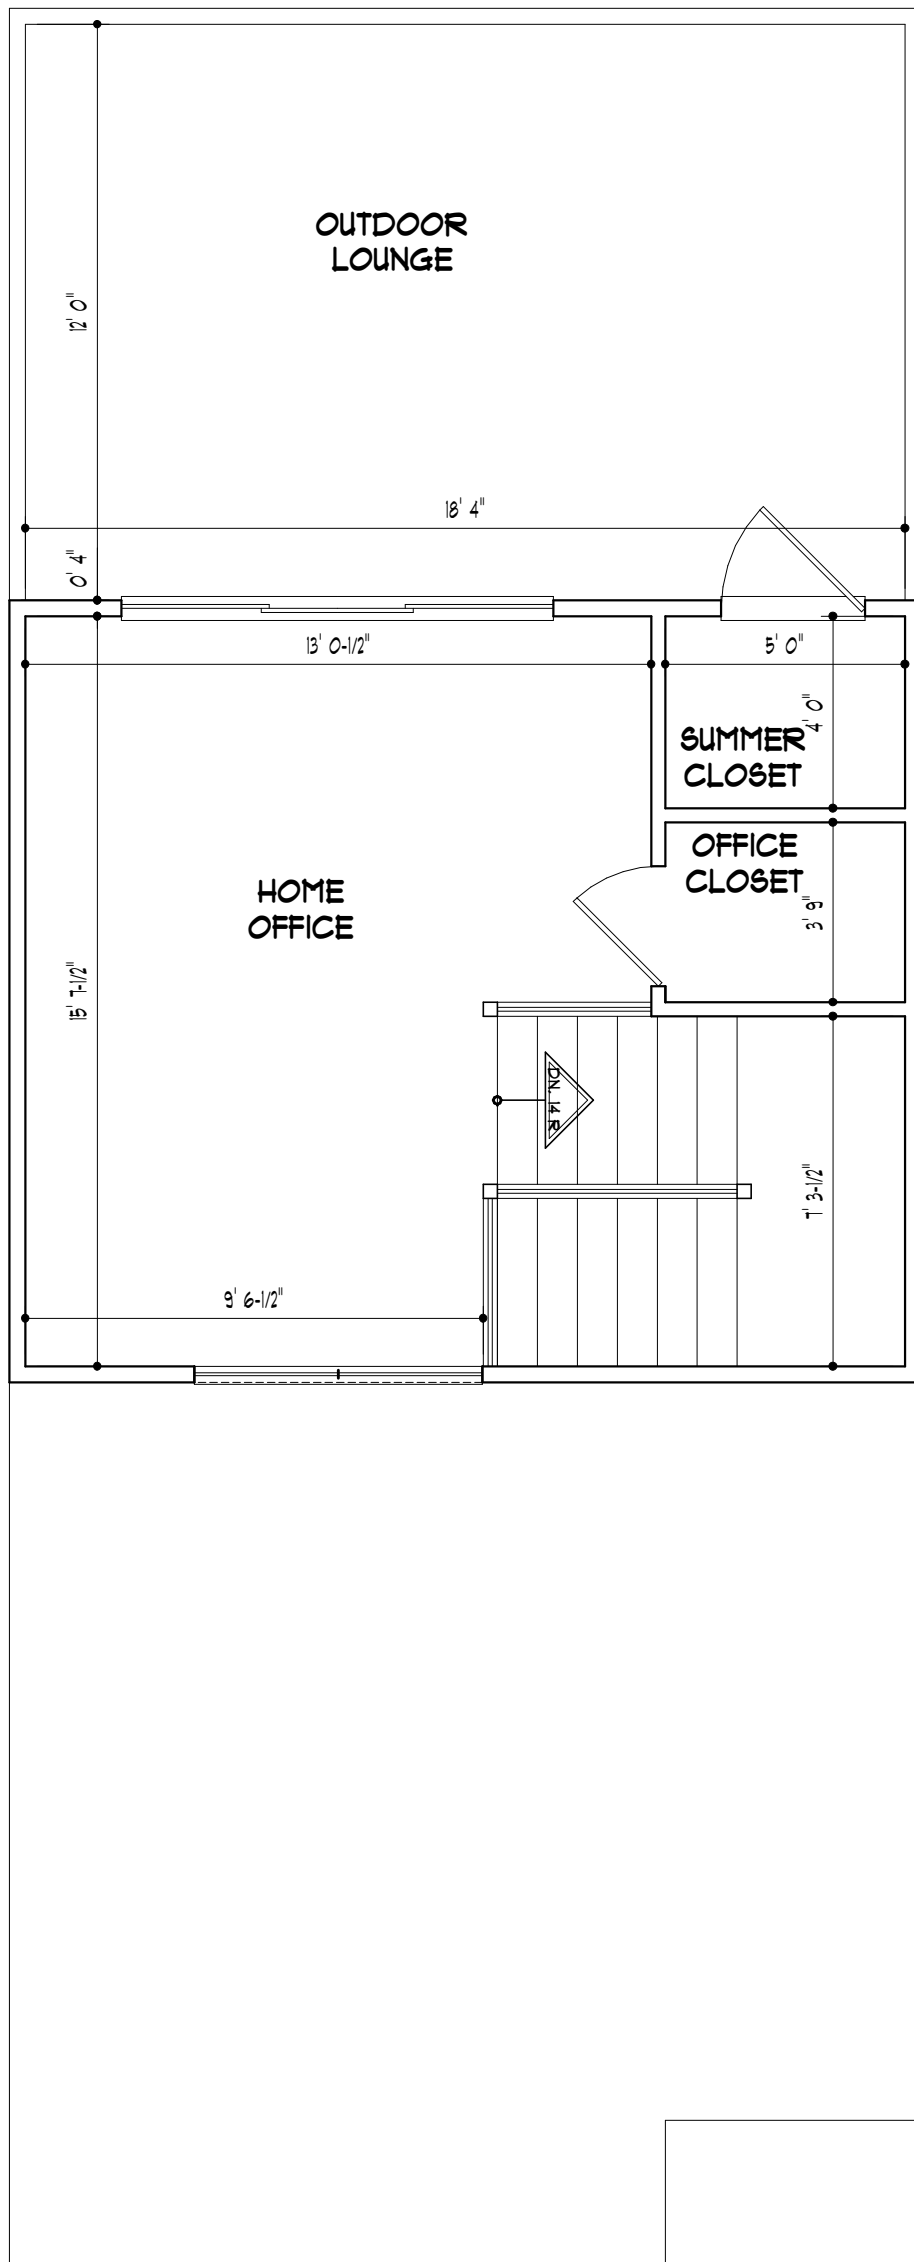 OUTDOOR
LOUNGE
12' 0"
18' 4"
0' 4"
13' 0-1/2"
5' 0"
4' 0"
SUMMER
CLOSET
OFFICE
CLOSET
3' 9"
HOME
OFFICE
15' 7-1/2"
DN. 14 R
7' 3-1/2"
9' 6-1/2"